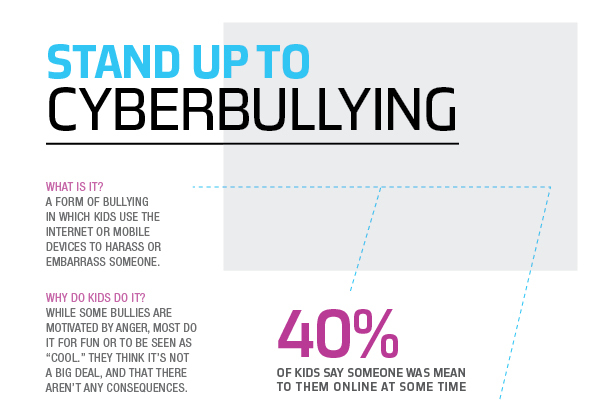 STAND UP TO
CYBERBULLYING
WHAT IS IT?
A FORM OF BULLYING
IN WHICH KIDS USE THE
INTERNET OR MOBILE
DEVICES TO HARASS OR
EMBARRASS SOMEONE.
WHY DO KIDS DO IT?
WHILE SOME BULLIES ARE
MOTIVATED BY ANGER, MOST DO
IT FOR FUN OR TO BE SEEN AS
“COOL.” THEY THINK IT’S NOT
A BIG DEAL, AND THAT THERE
AREN’T ANY CONSEQUENCES.
40%
OF KIDS SAY SOMEONE WAS MEAN
TO THEM ONLINE AT SOME TIME